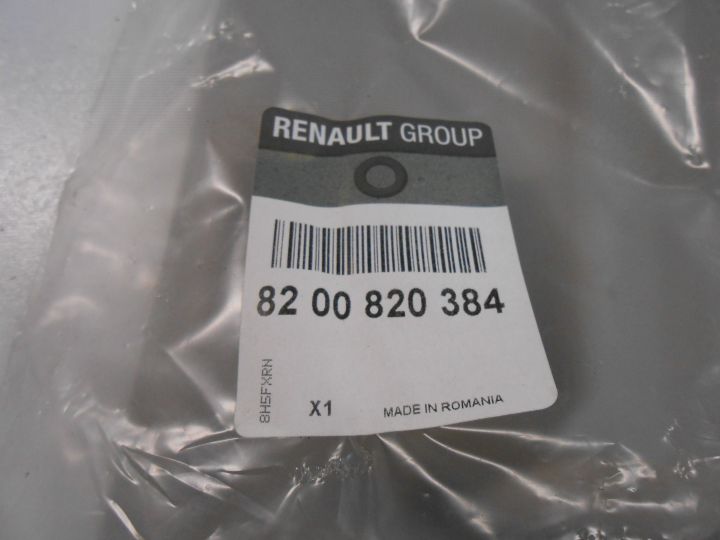 RENAULT GROUP
82 00 820 384
8H5FXRN
X1
MADE IN ROMANIA